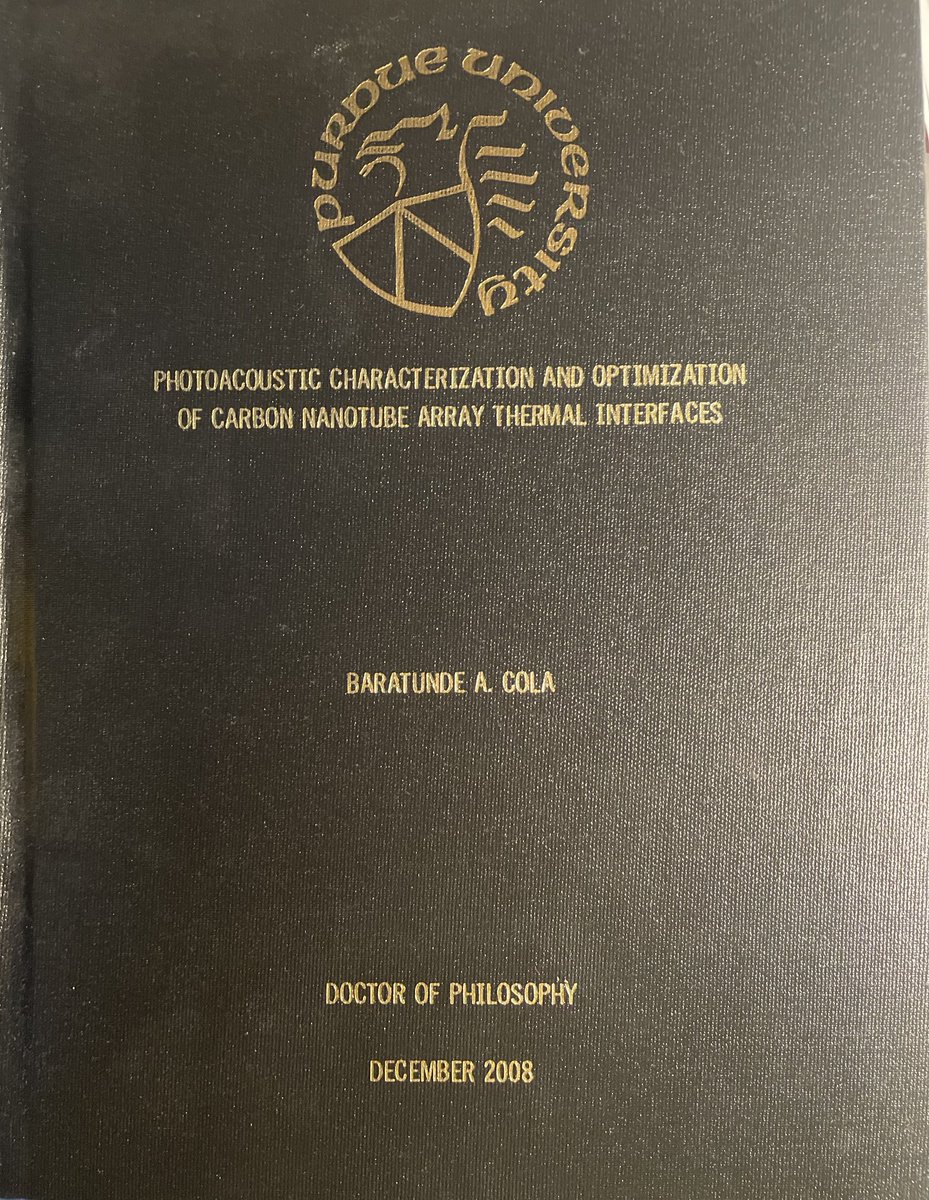 PURDUE UNIVERSITY
PHOTOACOUSTIC CHARACTERIZATION AND OPTIMIZATION
OF CARBON NANOTUBE ARRAY THERMAL INTERFACES
BARATUNDE A. COLA
DOCTOR OF PHILOSOPHY
DECEMBER 2008